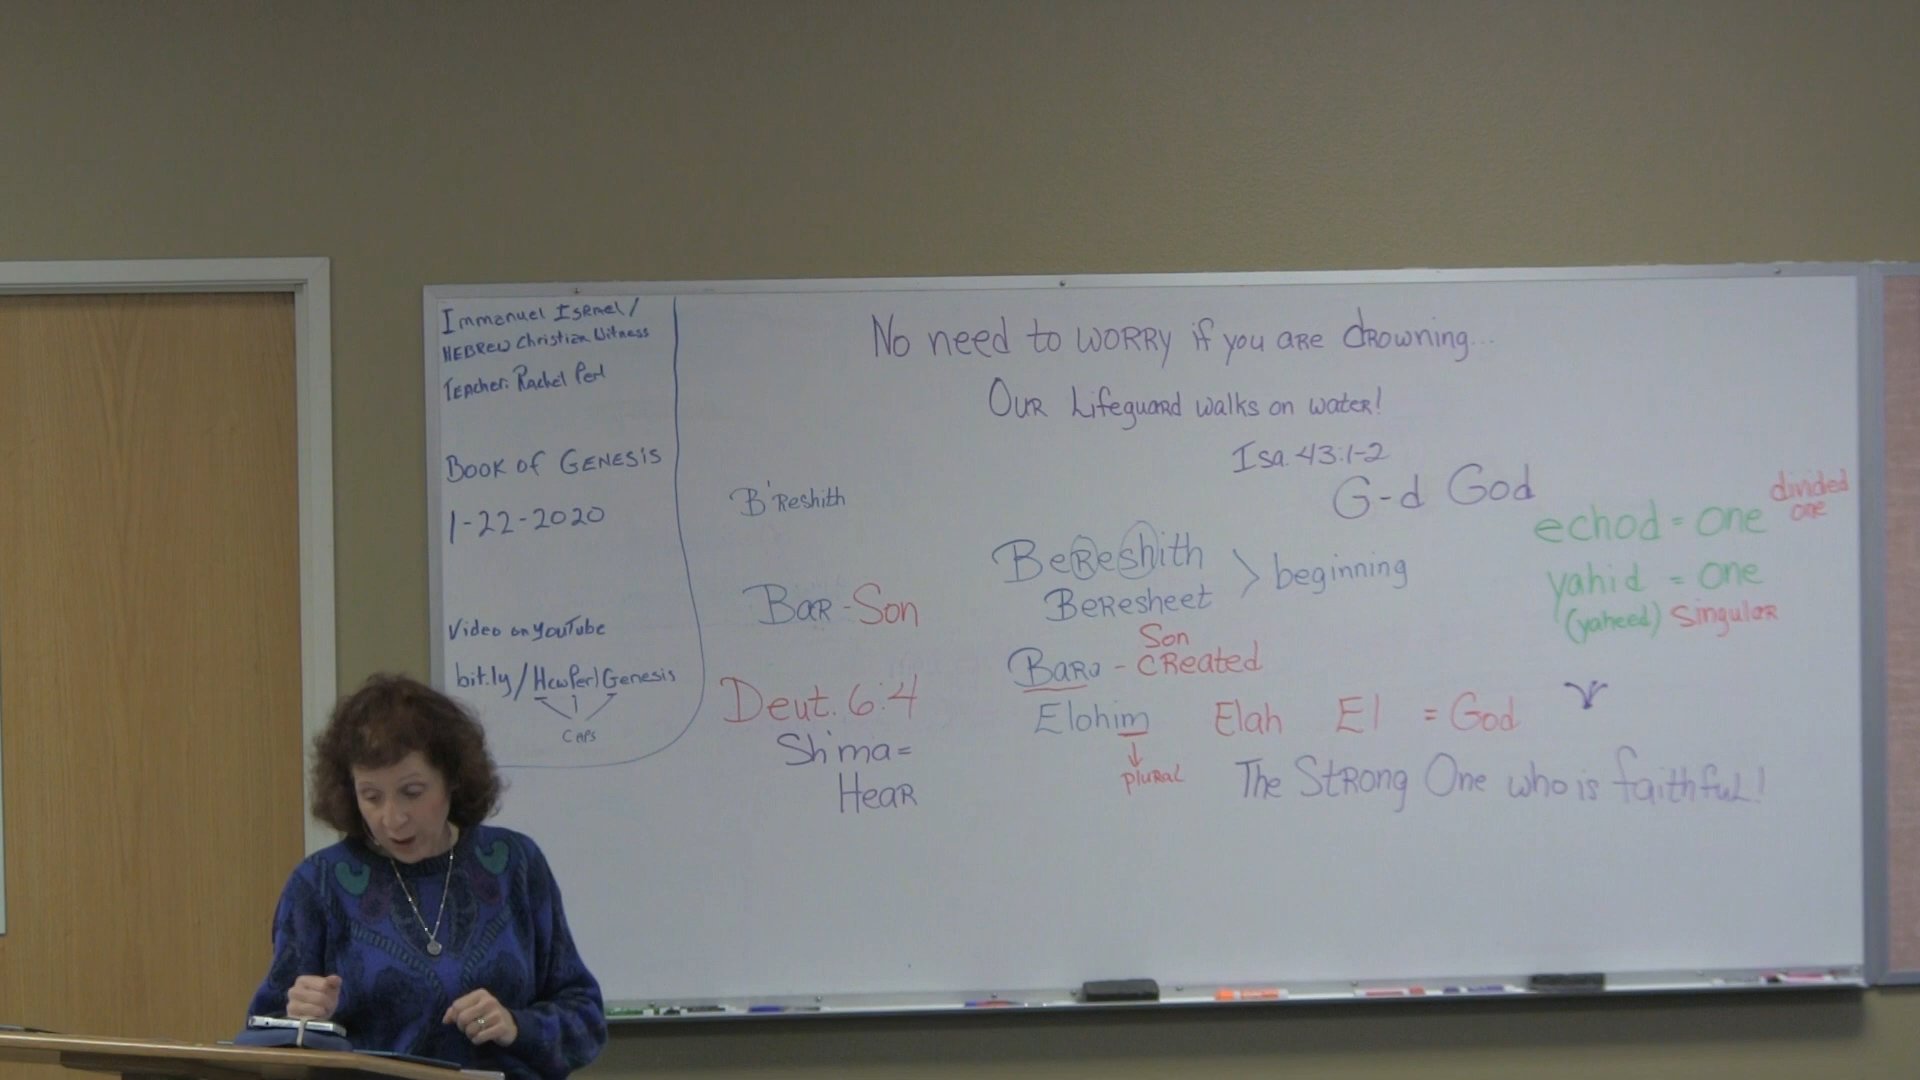 Immanuel Israel/
HEBREW Christian Witness
TEACHER: Rachel Perl
BOOK OF GENESIS
1-22-2020
Video on YouTube
bit.ly/HcwPerlGenesis
CAPS
No need to WORRY if you ARE drowning...
OUR Lifeguard walks on water!
Isa. 43:1-2
G-d God
B'Reshith
BeReshith > beginning
BeResheet
BAR - Son
Son
BARU - CReated
Deut. 6:4
Sh'ma =
HeaR
Elohim Elah El = God
pluRal
The StRong One who is faithful!
echod = one divided one
yahid = one
(yaheed) SingulaR